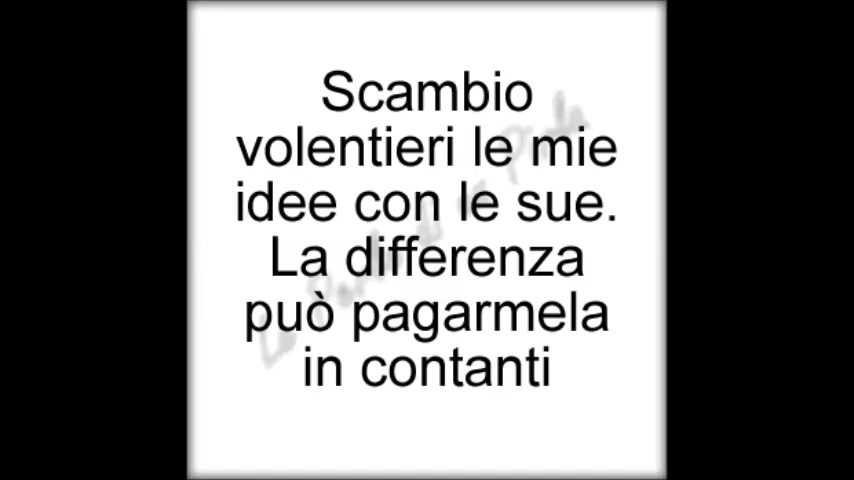 Scambio
volentieri le mie
idee con le sue.
La differenza
può pagarmela
in contanti